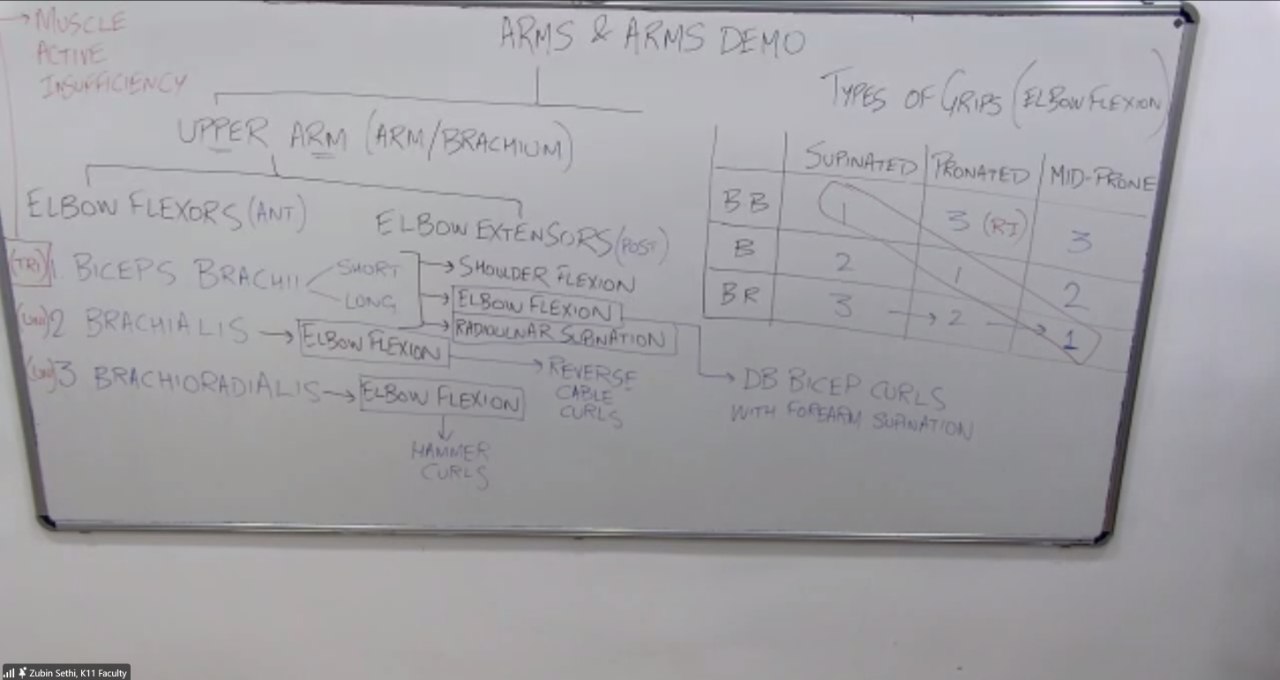 → MUSCLE
ACTIVE
INSUFFICIENCY
ARMS & ARMS DEMO
UPPER ARM (ARM/BRACHIUM)
ELBOW FLEXORS (ANT)
ELBOW EXTENSORS (POST)
(TRI) 1 BICEPS BRACHII
SHORT
LONG
→ SHOULDER FLEXION
→ ELBOW FLEXION
→ RADIOULNAR SUPINATION
(UNI) 2 BRACHIALIS → ELBOW FLEXION
→ REVERSE
CABLE
CURLS
(UNI) 3 BRACHIORADIALIS → ELBOW FLEXION
HAMMER
CURLS
→ DB BICEP CURLS
WITH FOREARM SUPINATION
TYPES OF GRIPS (ELBOW FLEXION)
SUPINATED PRONATED MID-PRONE
BB 1 3 (RI) 3
B 2 1 2
BR 3 → 2 → 1
Zubin Sethi, K11 Faculty